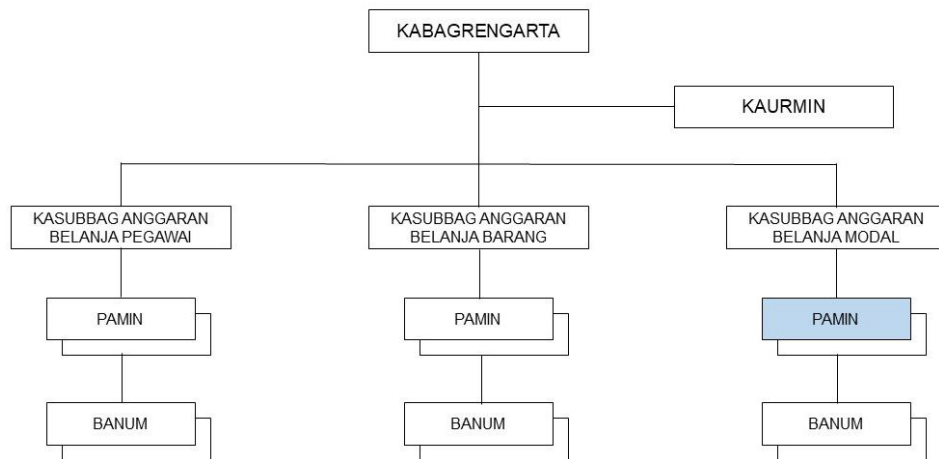 KABAGRENGARTA
KAURMIN
KASUBBAG ANGGARAN
BELANJA PEGAWAI
KASUBBAG ANGGARAN
BELANJA BARANG
KASUBBAG ANGGARAN
BELANJA MODAL
PAMIN
PAMIN
PAMIN
BANUM
BANUM
BANUM